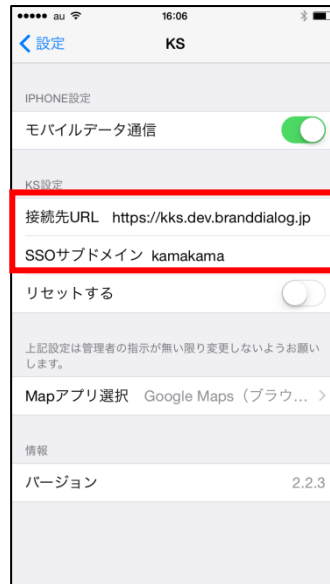 au 16:06
設定 KS
IPHONE設定
モバイルデータ通信
KS設定
接続先URL https://kks.dev.branddialog.jp
SSOサブドメイン kamakama
リセットする
上記設定は管理者の指示が無い限り変更しないようお願い
します。
Mapアプリ選択 Google Maps（ブラウ...
情報
バージョン 2.2.3